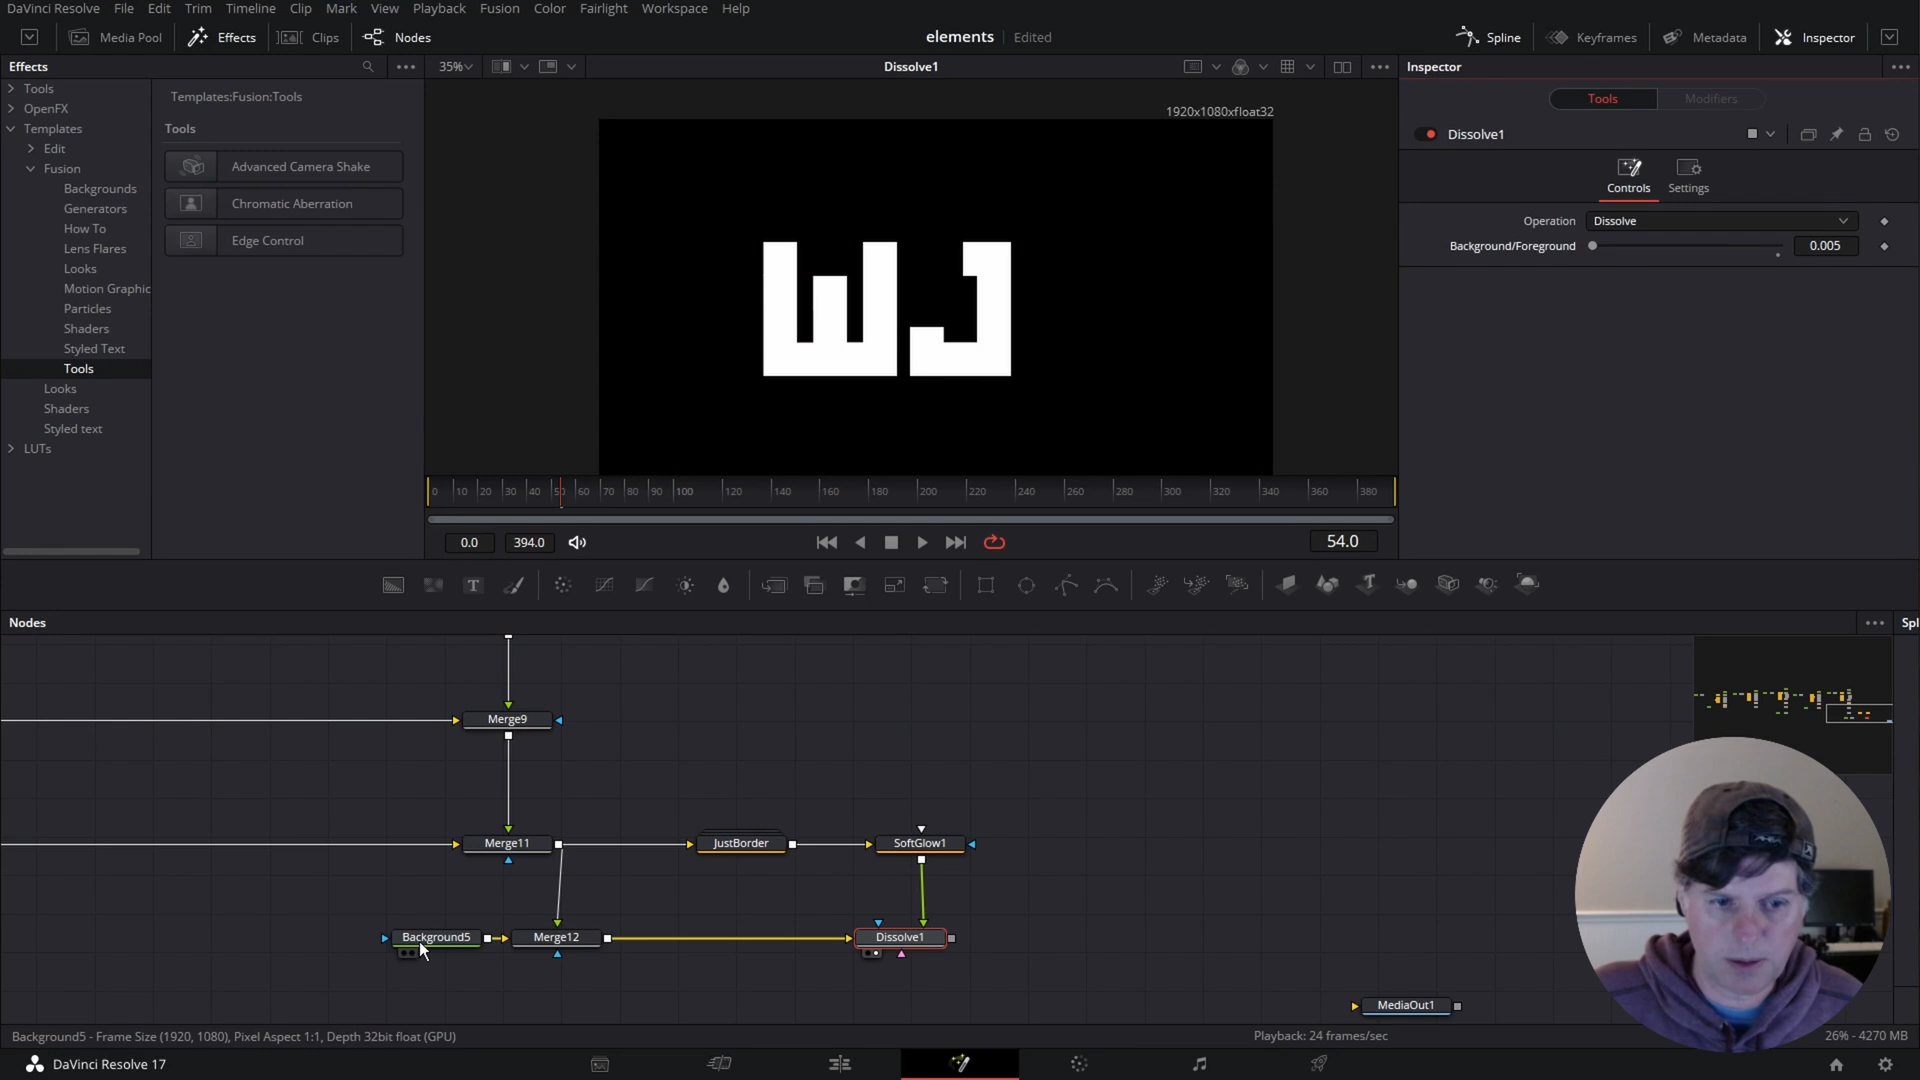 DaVinci Resolve File Edit Trim Timeline Clip Mark View Playback Fusion Color Fairlight Workspace Help
Media Pool Effects Clips Nodes elements Edited Spline Keyframes Metadata Inspector
Effects 35% Dissolve1 Inspector
Tools
OpenFX
Templates
Edit
Fusion
Backgrounds
Generators
How To
Lens Flares
Looks
Motion Graphic
Particles
Shaders
Styled Text
Tools
Looks
Shaders
Styled text
LUTs
Templates:Fusion:Tools
Tools
Advanced Camera Shake
Chromatic Aberration
Edge Control
1920x1080xfloat32
WJ
0 10 20 30 40 50 60 70 80 90 100 120 140 160 180 200 220 240 260 280 300 320 340 360 380
0.0 394.0 54.0
Tools Modifiers
Dissolve1
Controls Settings
Operation Dissolve
Background/Foreground 0.005
Nodes Spl
Merge9
Merge11 JustBorder SoftGlow1
Background5 Merge12 Dissolve1
MediaOut1
Background5 - Frame Size (1920, 1080), Pixel Aspect 1:1, Depth 32bit float (GPU) Playback: 24 frames/sec 26% - 4270 MB
DaVinci Resolve 17